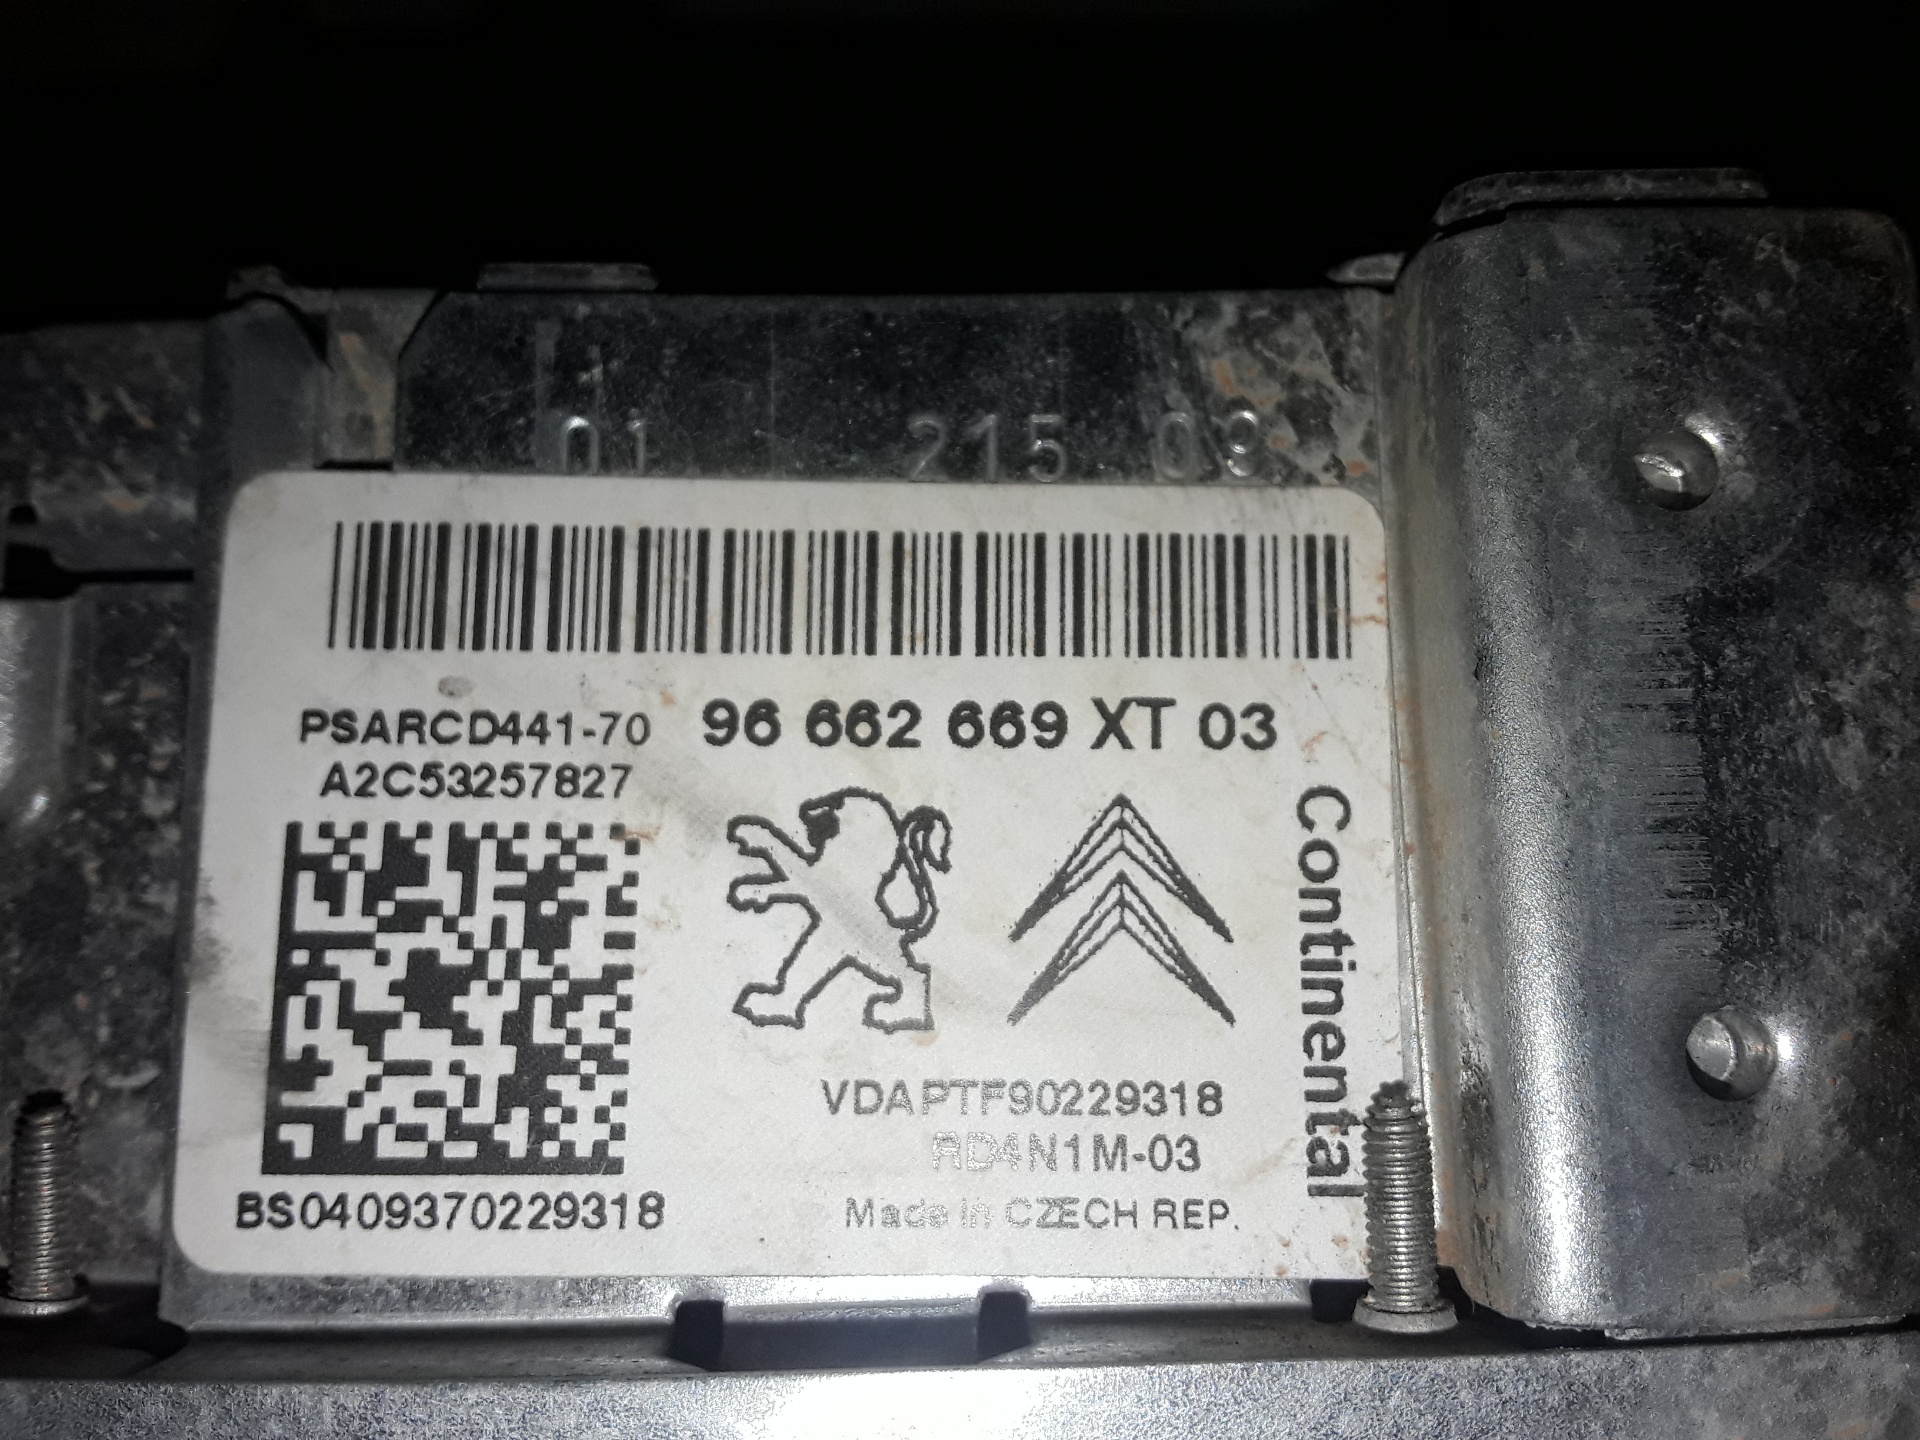 01 215 03
PSARCD441-70
A2C53257827
96 662 669 XT 03
Continental
VDAPTF90229318
RD4N1M-03
BS0409370229318
Made in CZECH REP.